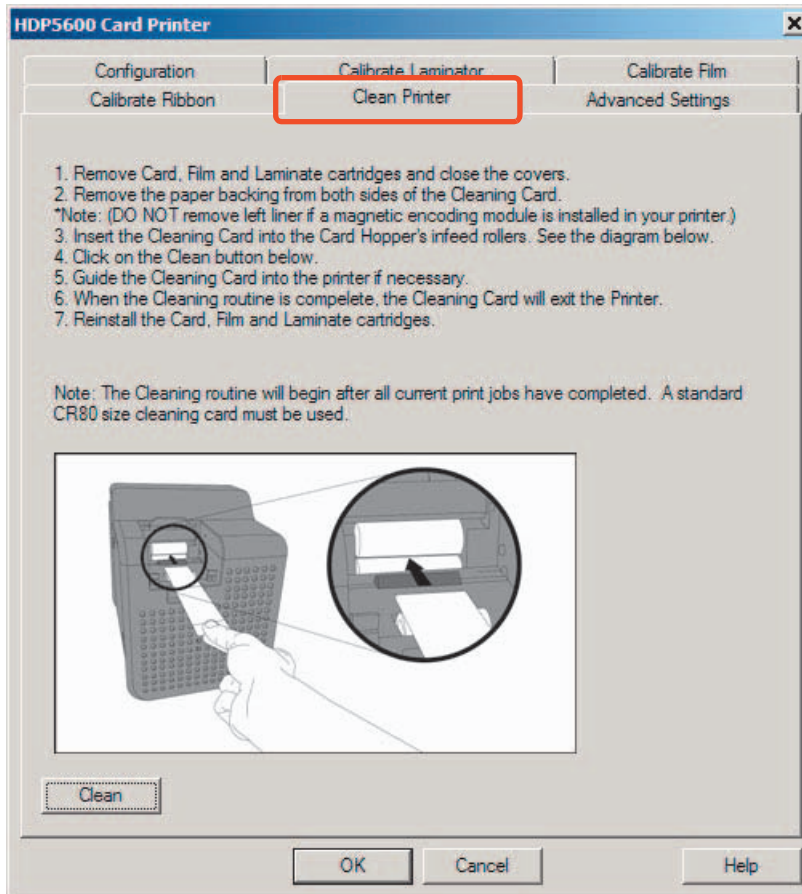 HDP5600 Card Printer
Configuration
Calibrate Laminator
Calibrate Film
Calibrate Ribbon
Clean Printer
Advanced Settings
1. Remove Card, Film and Laminate cartridges and close the covers.
2. Remove the paper backing from both sides of the Cleaning Card.
*Note: (DO NOT remove left liner if a magnetic encoding module is installed in your printer.)
3. Insert the Cleaning Card into the Card Hopper's infeed rollers. See the diagram below.
4. Click on the Clean button below.
5. Guide the Cleaning Card into the printer if necessary.
6. When the Cleaning routine is compelete, the Cleaning Card will exit the Printer.
7. Reinstall the Card, Film and Laminate cartridges.
Note: The Cleaning routine will begin after all current print jobs have completed. A standard
CR80 size cleaning card must be used.
Clean
OK
Cancel
Help